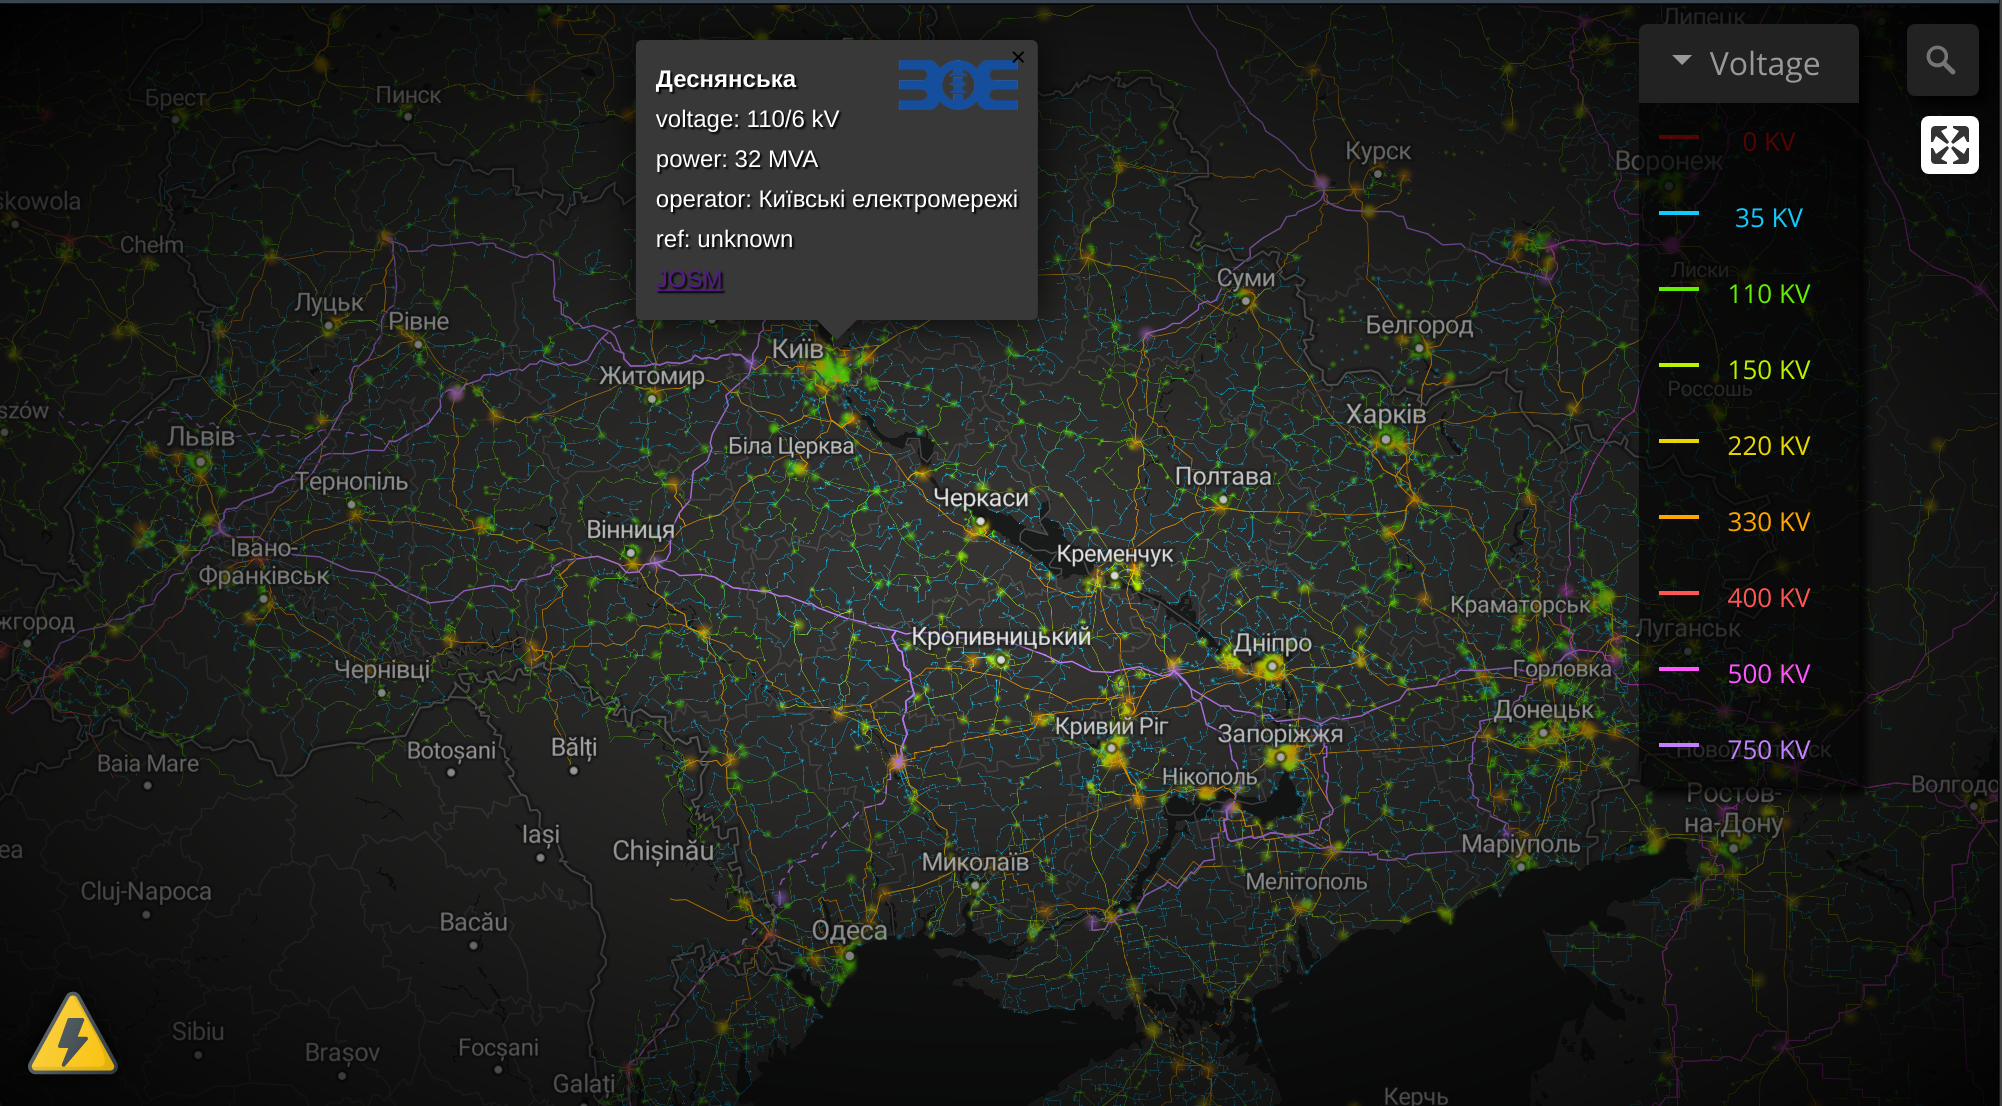 Липецк
Деснянська
voltage: 110/6 kV
power: 32 MVA
operator: Київські електромережі
ref: unknown
JOSM
×
Voltage
0 KV
35 KV
110 KV
150 KV
220 KV
330 KV
400 KV
500 KV
750 KV
Брест
Пинск
Курск
Воронеж
skowola
Chełm
Суми
Лиски
Луцьк
Рівне
Белгород
Київ
Житомир
Россошь
szów
Львів
Біла Церква
Харків
Тернопіль
Полтава
Черкаси
Вінниця
Івано-
Франківськ
Кременчук
Краматорськ
жгород
Луганськ
Кропивницький
Дніпро
Чернівці
Горловка
Донецьк
Кривий Ріг
Запоріжжя
Botoșani
Bălți
Baia Mare
Нікополь
Волгодо
Ростов-
на-Дону
Iași
Chișinău
Маріуполь
ea
Миколаїв
Мелітополь
Cluj-Napoca
Bacău
Одеса
Sibiu
Brașov
Focșani
Galați
Керчь